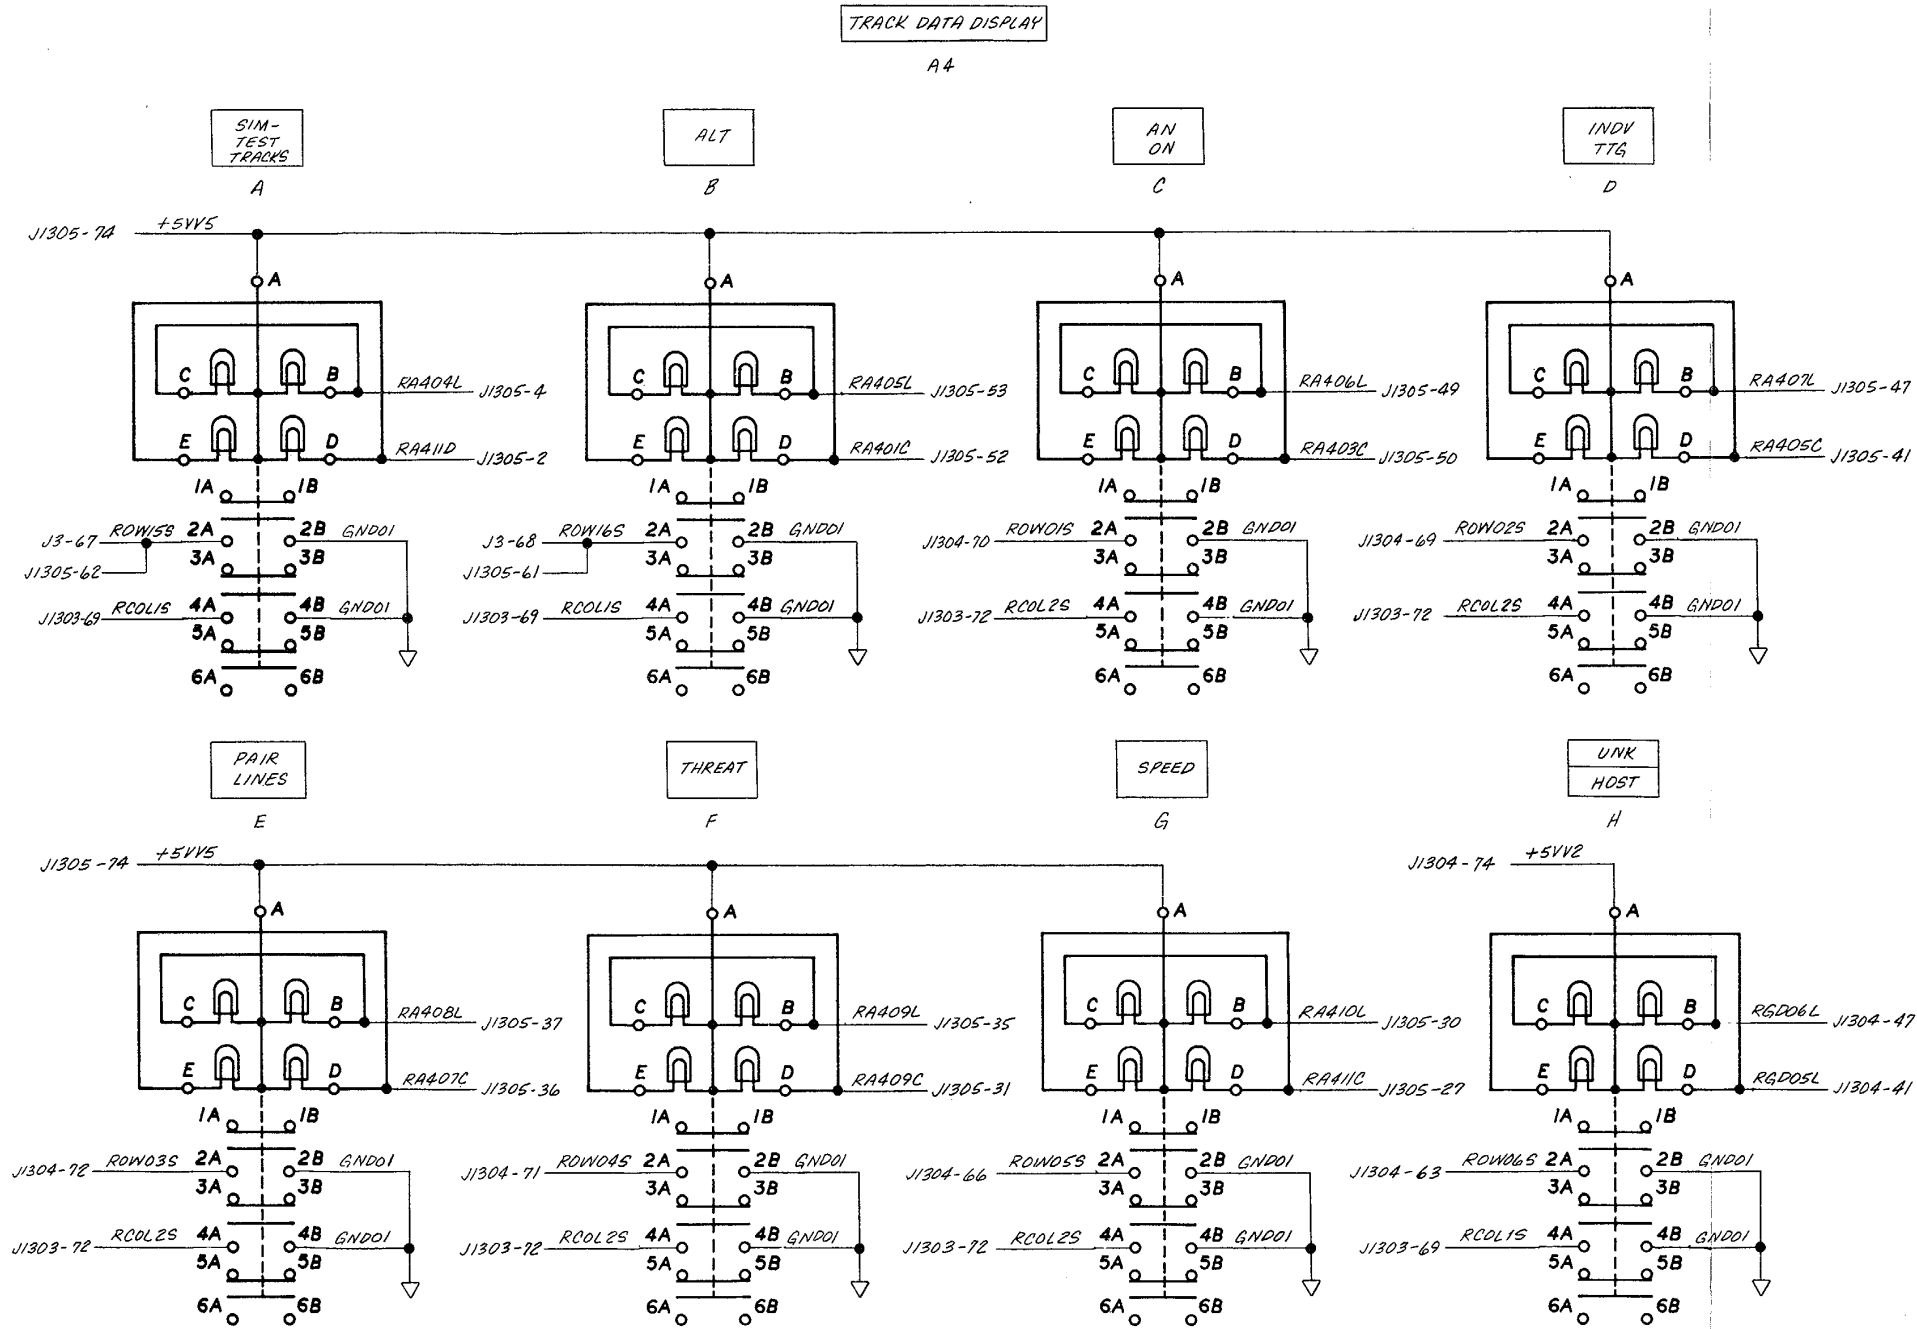 TRACK DATA DISPLAY
A4
SIM-
TEST
TRACKS
A
ALT
B
AN
ON
C
INDV
TTG
D
J1305-74 +5VV5
A A A A
C B RA404L J1305-4
C B RA405L J1305-53
C B RA406L J1305-49
C B RA407L J1305-47
E D RA411D J1305-2
E D RA401C J1305-52
E D RA403C J1305-50
E D RA405C J1305-41
1A 1B 1A 1B 1A 1B 1A 1B
J3-67 ROW15S 2A 2B GND01
J3-68 ROW16S 2A 2B GND01
J1304-70 ROW01S 2A 2B GND01
J1304-69 ROW02S 2A 2B GND01
J1305-62 3A 3B
J1305-61 3A 3B
3A 3B
3A 3B
J1303-69 RCOL1S 4A 4B GND01
J1303-69 RCOL1S 4A 4B GND01
J1303-72 RCOL2S 4A 4B GND01
J1303-72 RCOL2S 4A 4B GND01
5A 5B 5A 5B 5A 5B 5A 5B
6A 6B 6A 6B 6A 6B 6A 6B
PAIR
LINES
E
THREAT
F
SPEED
G
UNK
HOST
H
J1305-74 +5VV5
J1304-74 +5VV2
A A A A
C B RA408L J1305-37
C B RA409L J1305-35
C B RA410L J1305-30
C B RGD06L J1304-47
E D RA407C J1305-36
E D RA409C J1305-31
E D RA411C J1305-27
E D RGD05L J1304-41
1A 1B 1A 1B 1A 1B 1A 1B
J1304-72 ROW03S 2A 2B GND01
J1304-71 ROW04S 2A 2B GND01
J1304-66 ROW05S 2A 2B GND01
J1304-63 ROW06S 2A 2B GND01
3A 3B 3A 3B 3A 3B 3A 3B
J1303-72 RCOL2S 4A 4B GND01
J1303-72 RCOL2S 4A 4B GND01
J1303-72 RCOL2S 4A 4B GND01
J1303-69 RCOL1S 4A 4B GND01
5A 5B 5A 5B 5A 5B 5A 5B
6A 6B 6A 6B 6A 6B 6A 6B